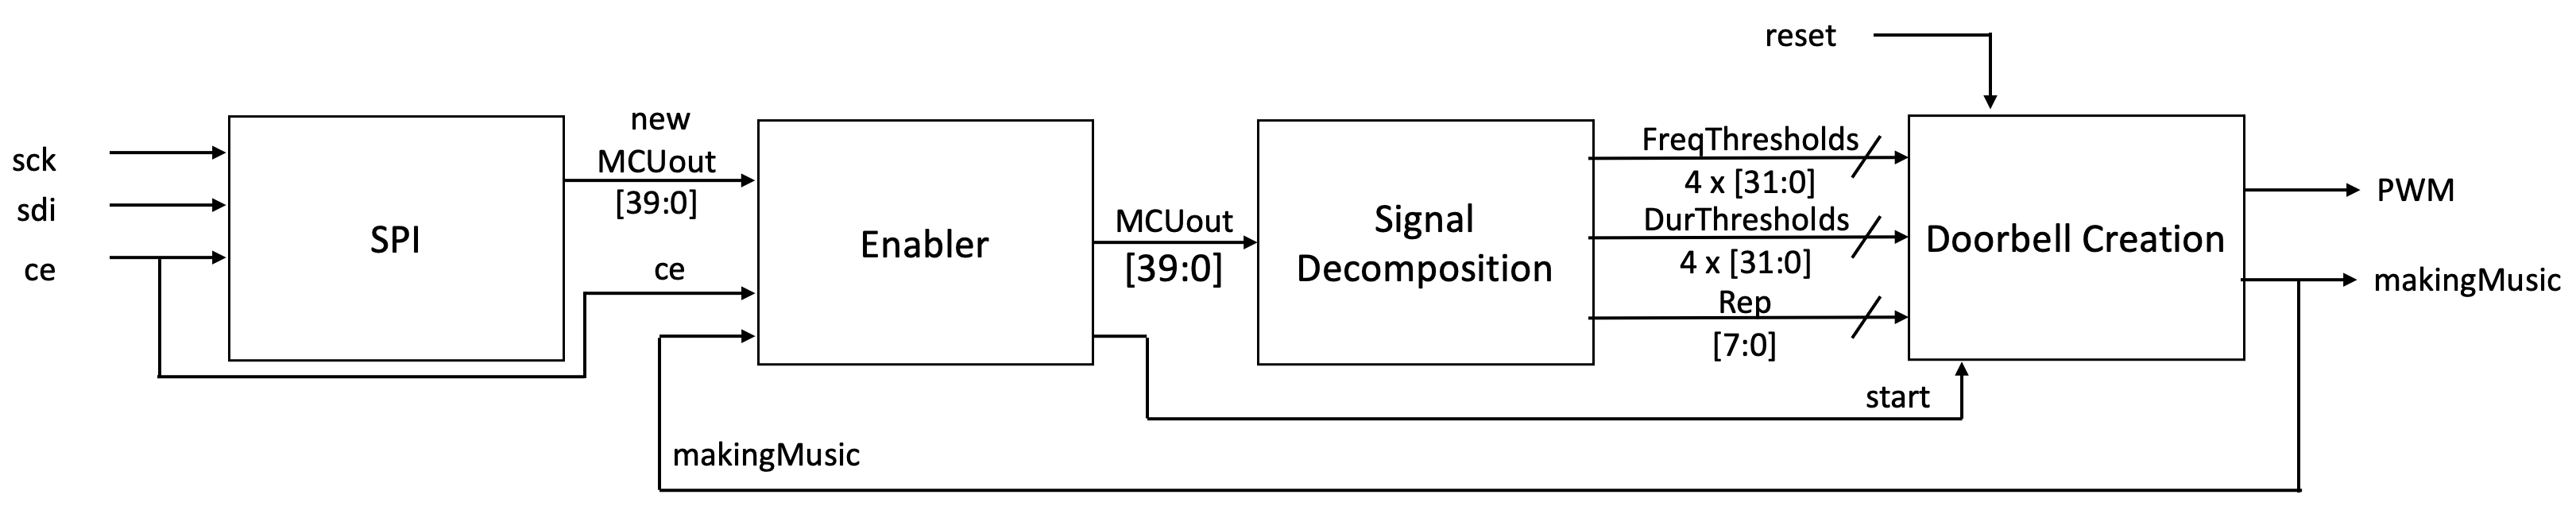 reset
sck
sdi
ce
SPI
new
MCUout
[39:0]
ce
makingMusic
Enabler
MCUout
[39:0]
Signal
Decomposition
FreqThresholds
4 x [31:0]
DurThresholds
4 x [31:0]
Rep
[7:0]
start
Doorbell Creation
PWM
makingMusic